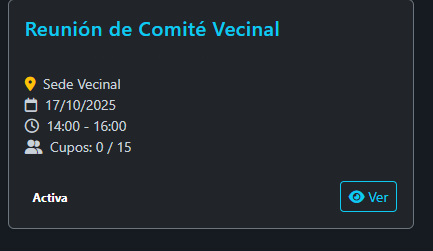 Reunión de Comité Vecinal
Sede Vecinal
17/10/2025
14:00 - 16:00
Cupos: 0 / 15
Activa
Ver